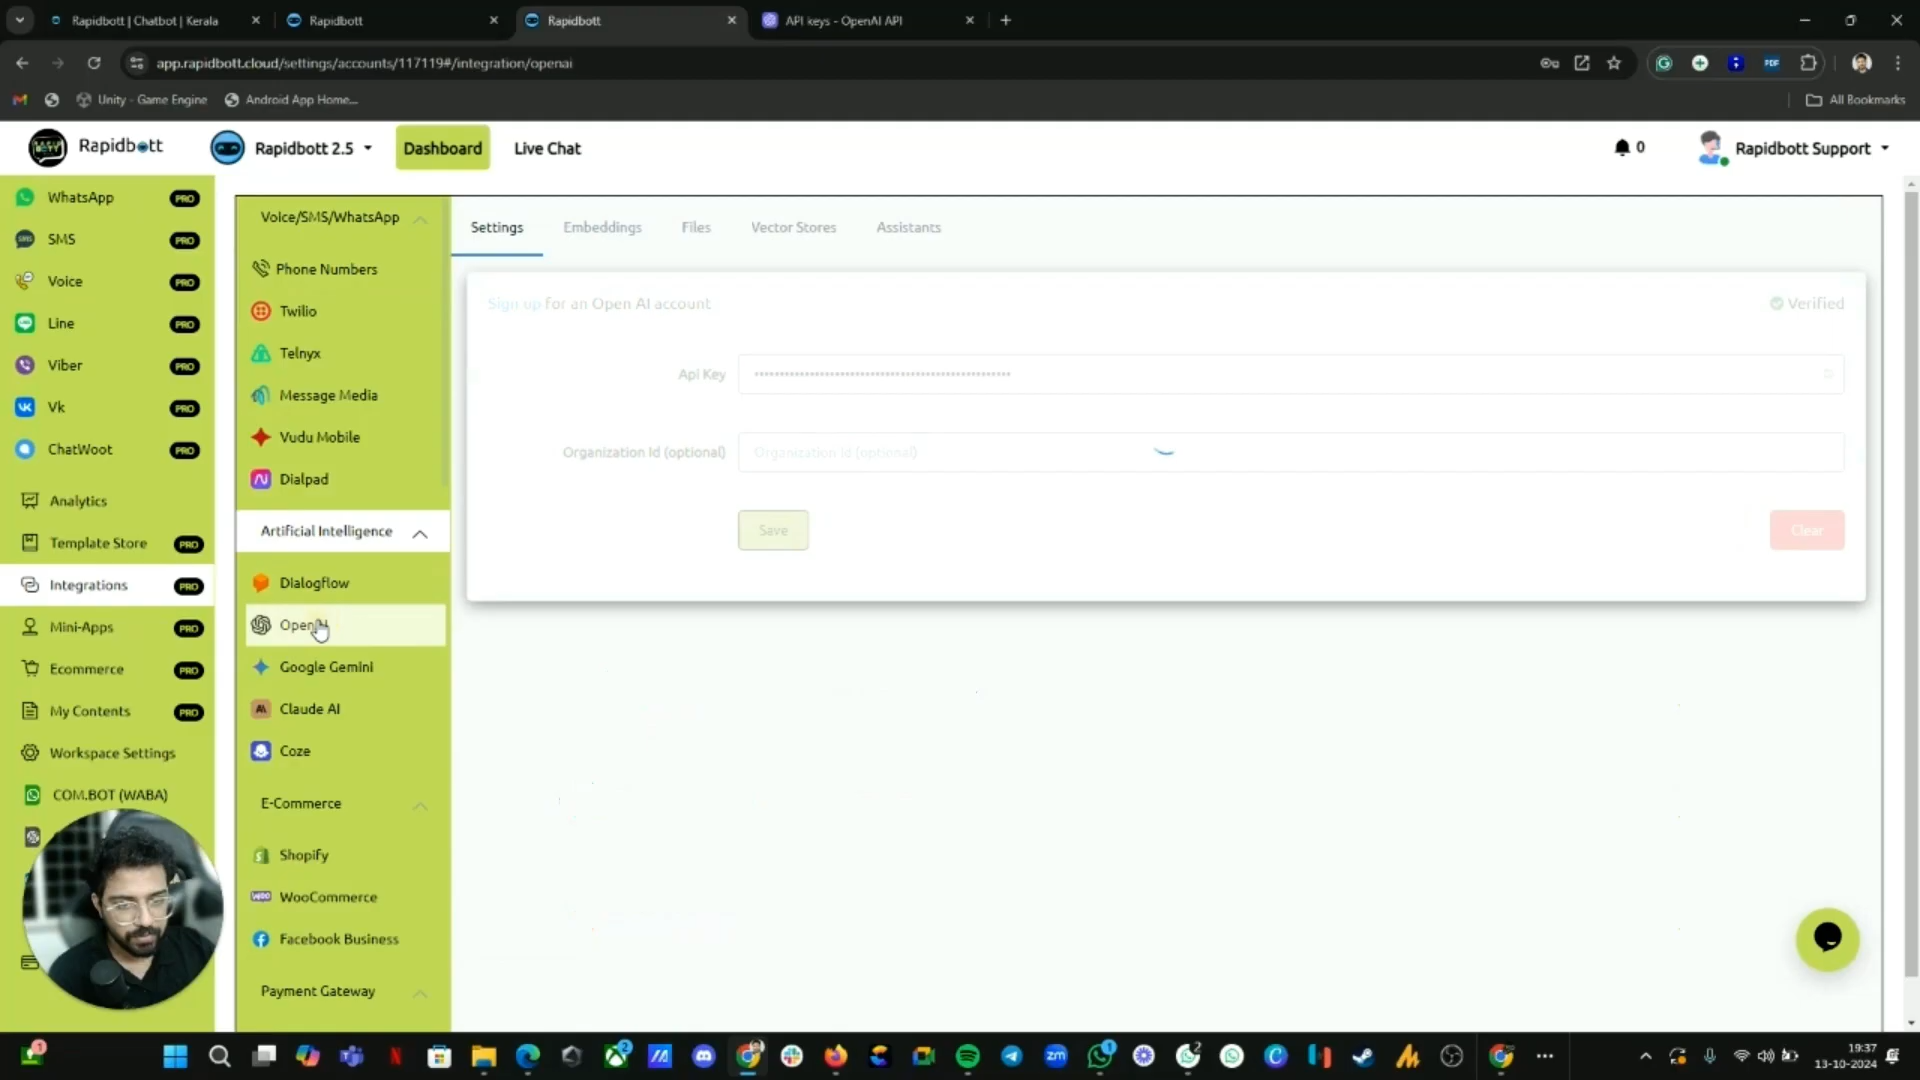 Rapidbott | Chatbot | Kerala
Rapidbott
Rapidbott
API keys - OpenAI API
app.rapidbott.cloud/settings/accounts/117119#/integration/openai
Unity - Game Engine
Android App Home...
All Bookmarks
Rapidbott
Rapidbott 2.5
Dashboard
Live Chat
0
Rapidbott Support
WhatsApp PRO
SMS PRO
Voice PRO
Line PRO
Viber PRO
Vk PRO
ChatWoot PRO
Analytics
Template Store PRO
Integrations PRO
Mini-Apps PRO
Ecommerce PRO
My Contents PRO
Workspace Settings
COM.BOT (WABA)
Voice/SMS/WhatsApp
Phone Numbers
Twilio
Telnyx
Message Media
Vudu Mobile
Dialpad
Artificial Intelligence
Dialogflow
OpenAI
Google Gemini
Claude AI
Coze
E-Commerce
Shopify
WooCommerce
Facebook Business
Payment Gateway
Settings
Embeddings
Files
Vector Stores
Assistants
Sign up for an Open AI account
Verified
Api Key
Organization Id (optional)
Organization Id (optional)
Save
Clear
19:37
13-10-2024